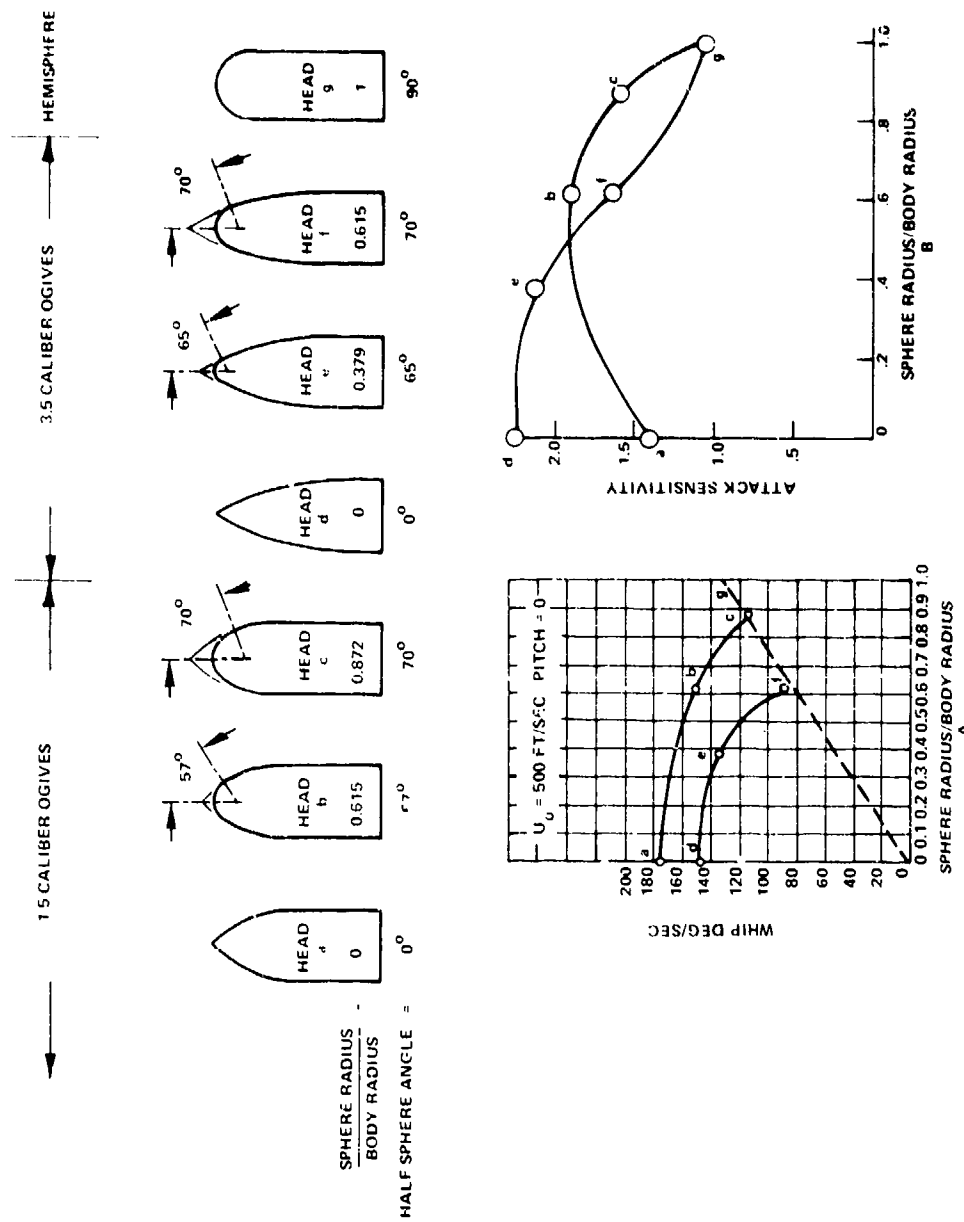 1 5 CALIBER OGIVES
3.5 CALIBER OGIVES
HEMISPHERE
57°
70°
65°
70°
HEAD
0
HEAD
b
0.615
HEAD
c
0.872
HEAD
d
0
HEAD
e
0.379
HEAD
f
0.615
HEAD
g
1
SPHERE RADIUS
BODY RADIUS
HALF SPHERE ANGLE =
0°
70°
0°
65°
70°
90°
WHIP DEG/SEC
200
180
160
140
120
100
80
60
40
20
0
PITCH = 0
= 500 FT/SEC
a
b
c
d
e
f
g
0 0.1 0.2 0.3 0.4 0.5 0.6 0.7 0.8 0.9 1.0
SPHERE RADIUS/BODY RADIUS
A
ATTACK SENSITIVITY
2.0
1.5
1.0
.5
d
e
b
f
c
g
a
0 .2 .4 .6 .8 1.0
SPHERE RADIUS/BODY RADIUS
B